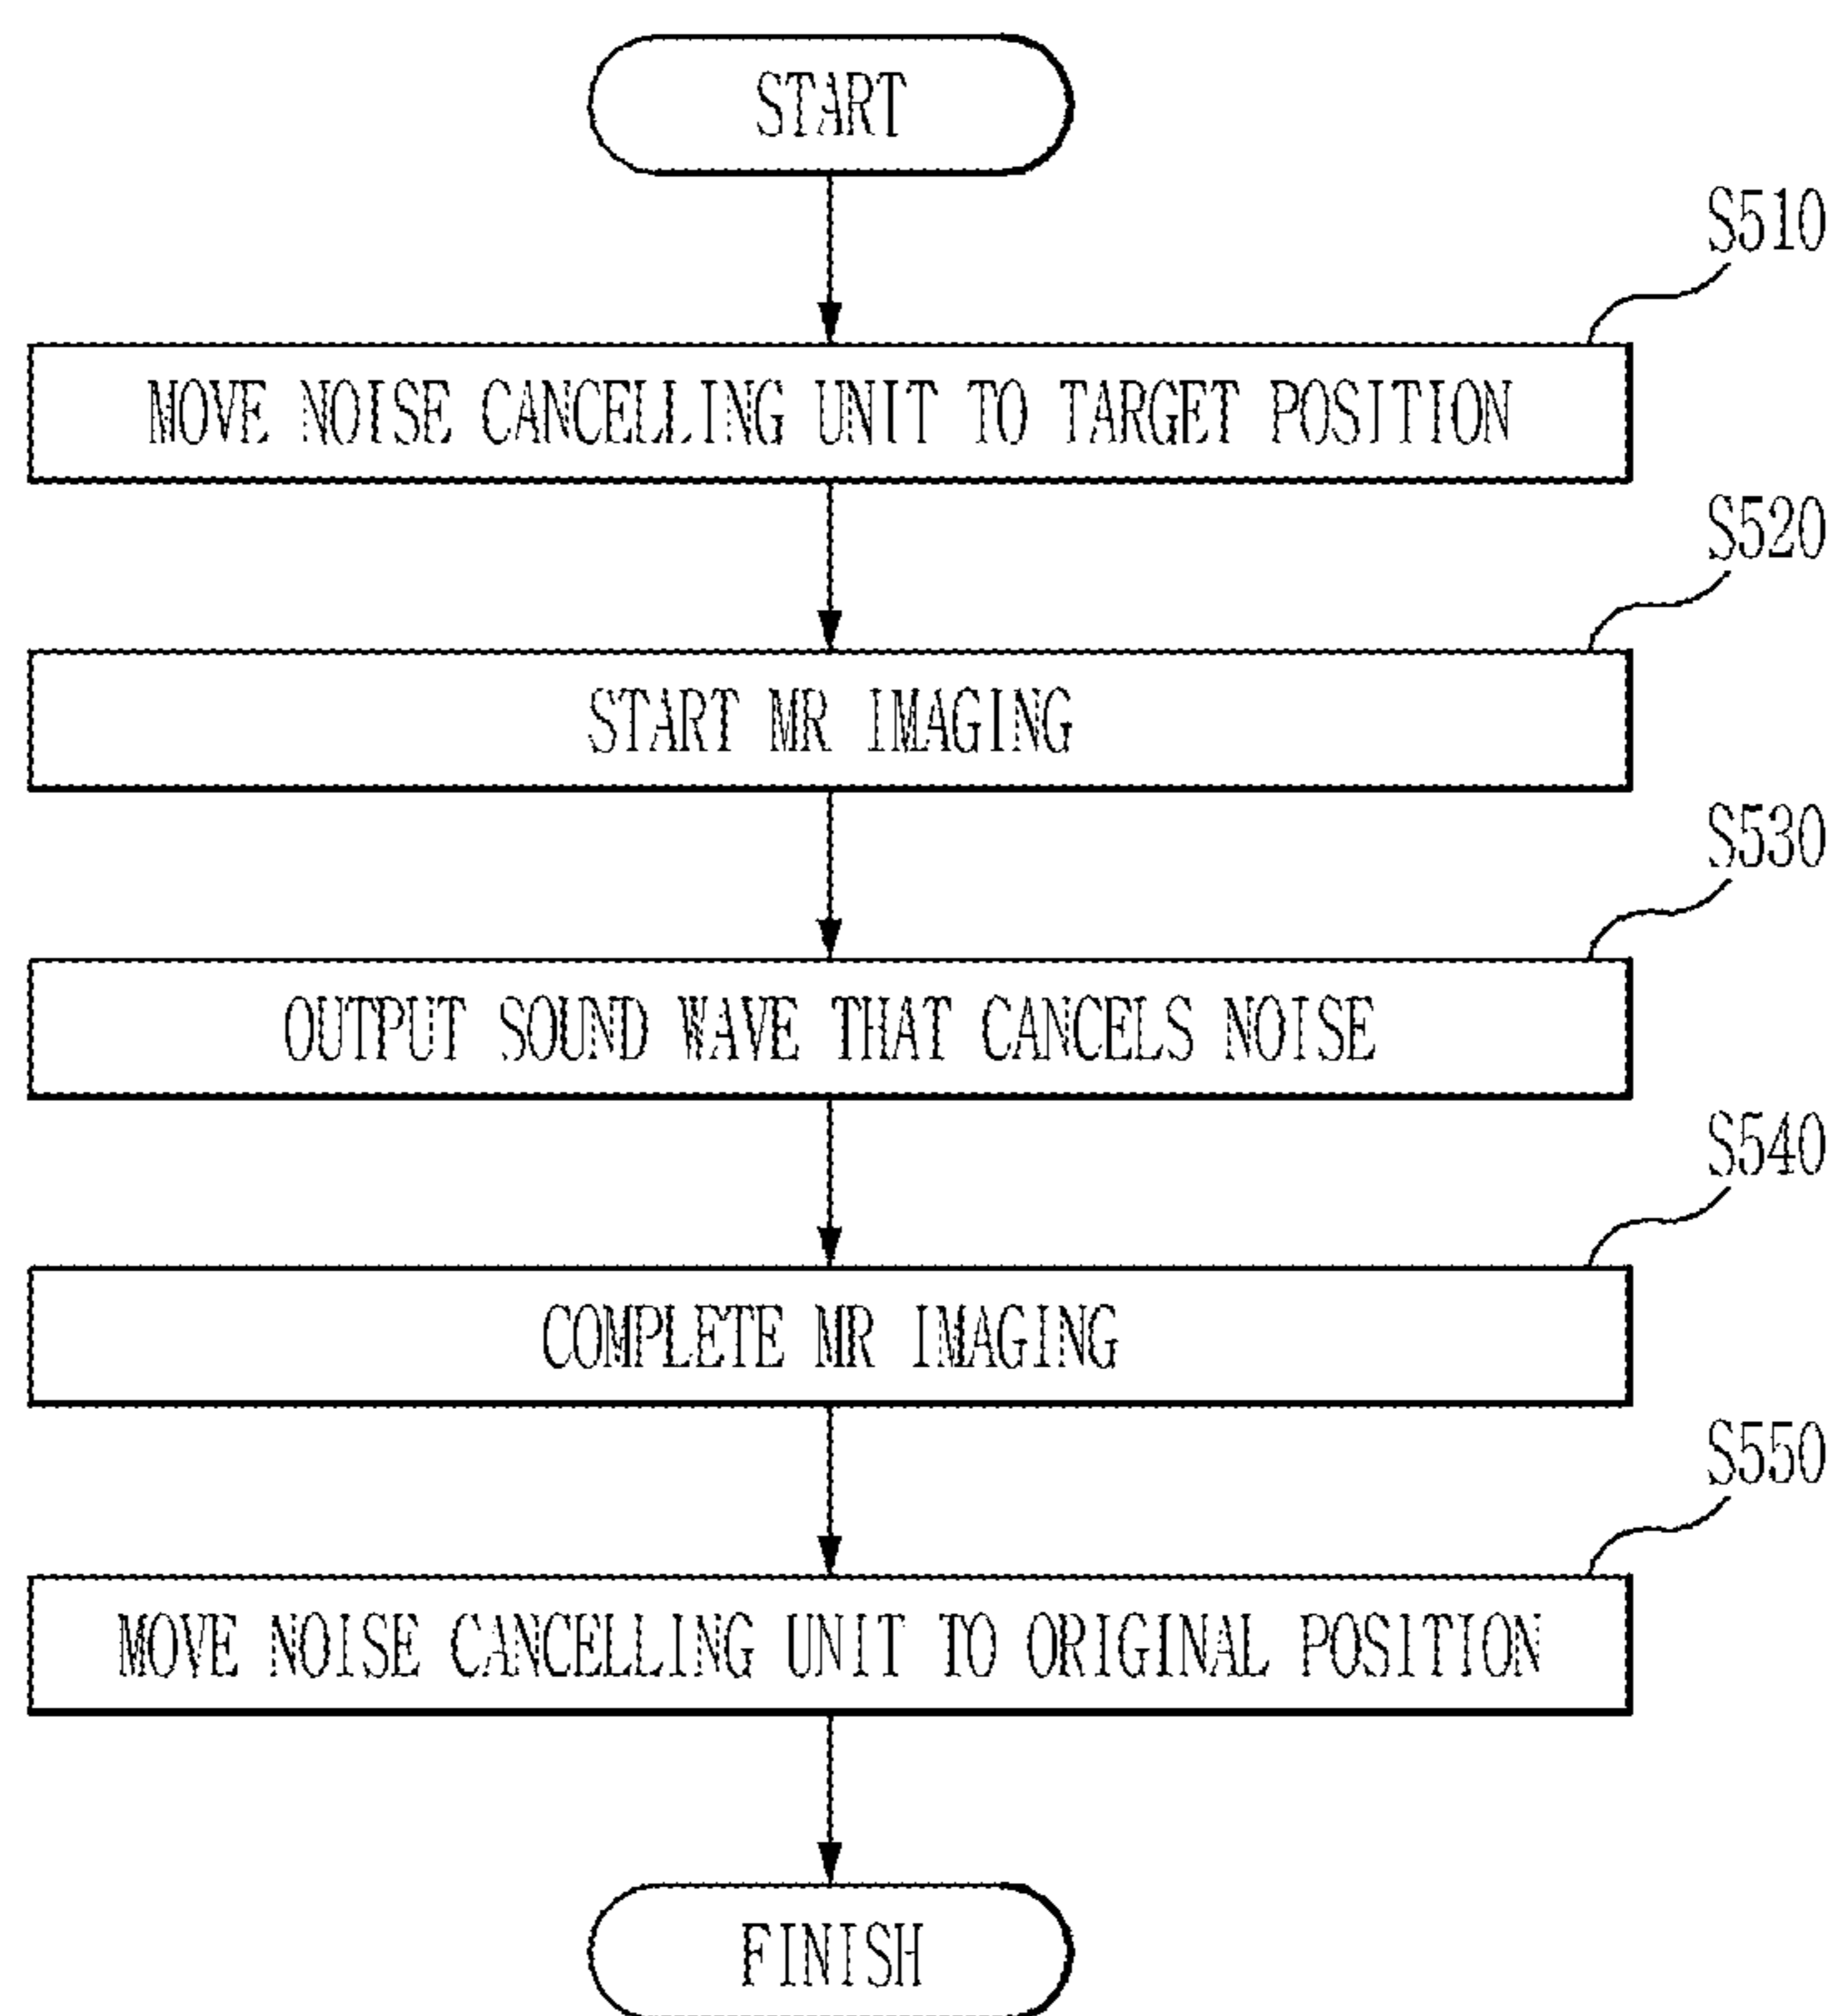 START
S510
MOVE NOISE CANCELLING UNIT TO TARGET POSITION
S520
START MR IMAGING
S530
OUTPUT SOUND WAVE THAT CANCELS NOISE
S540
COMPLETE MR IMAGING
S550
MOVE NOISE CANCELLING UNIT TO ORIGINAL POSITION
FINISH